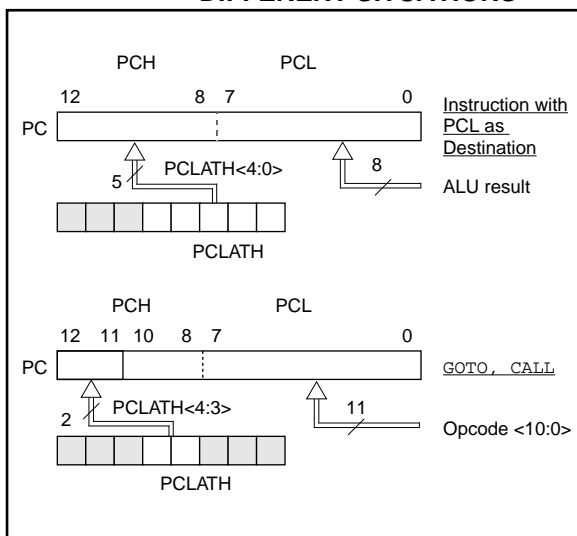 DIFFERENT SITUATIONS
PCH PCL
12 8 7 0
PC
Instruction with
PCL as
Destination
5 PCLATH<4:0> 8
ALU result
PCLATH
PCH PCL
12 11 10 8 7 0
PC
GOTO, CALL
2 PCLATH<4:3> 11
Opcode <10:0>
PCLATH